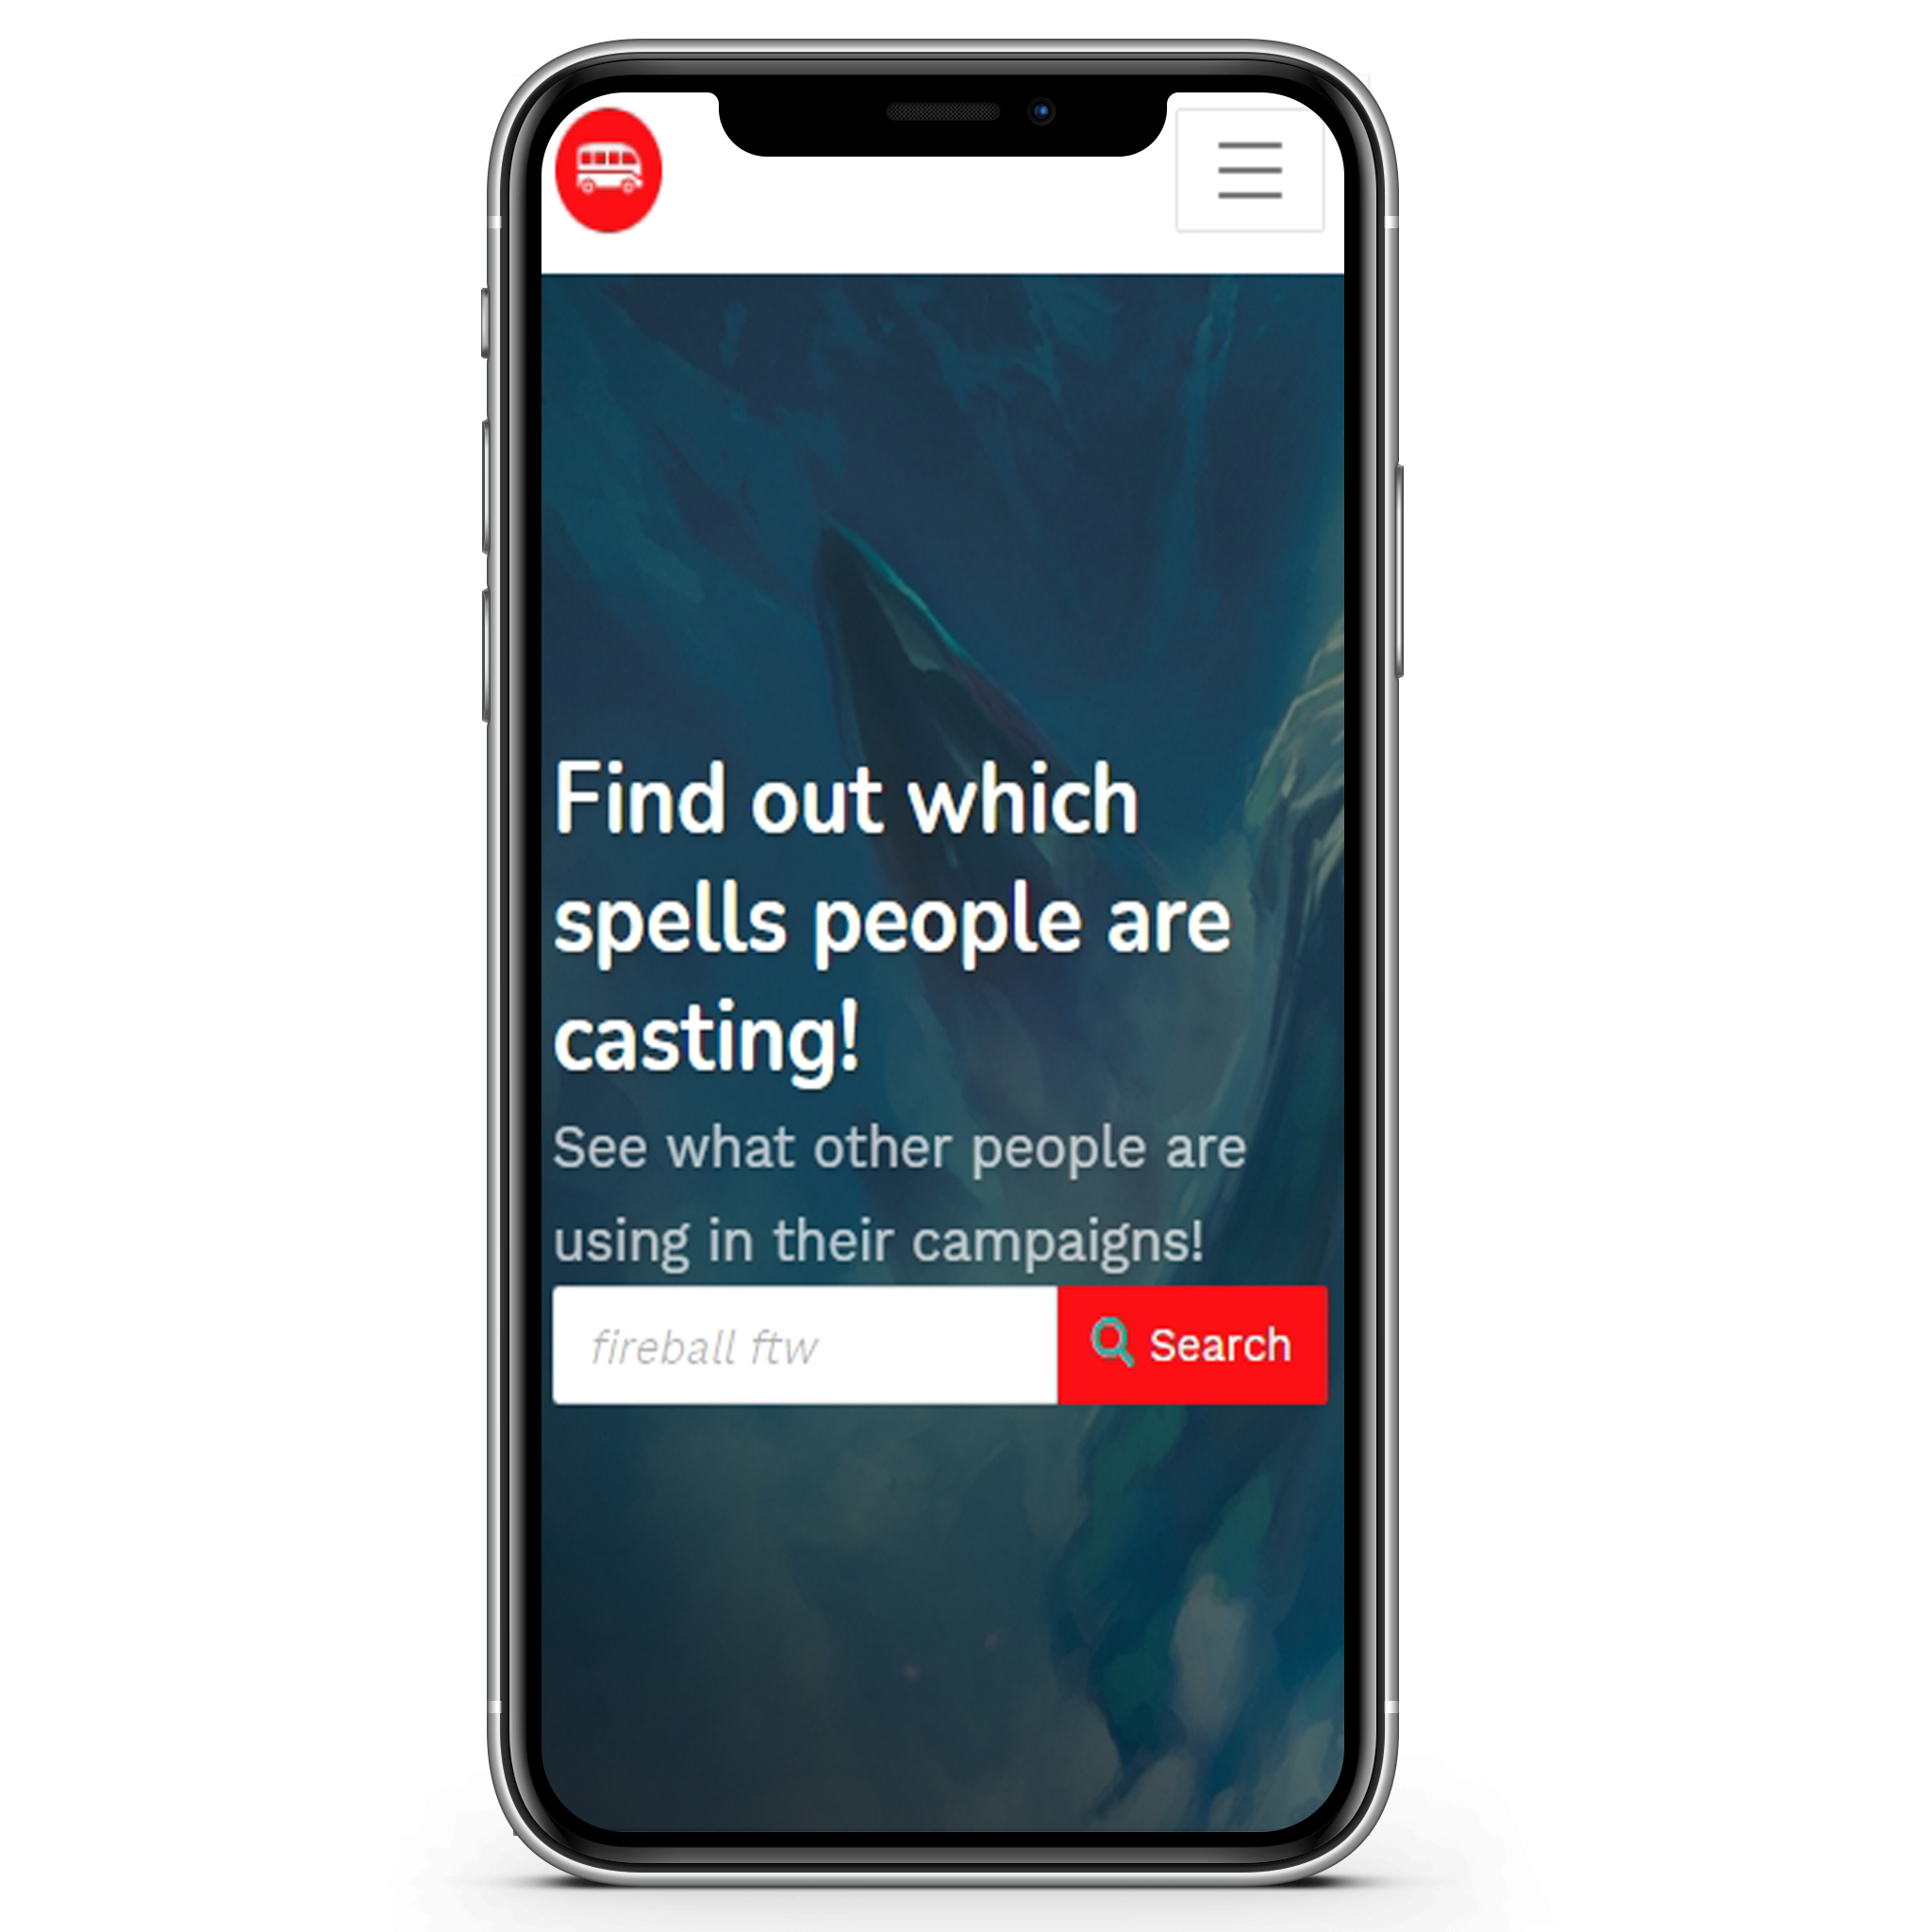 Find out which
spells people are
casting!
See what other people are
using in their campaigns!
fireball ftw
Search